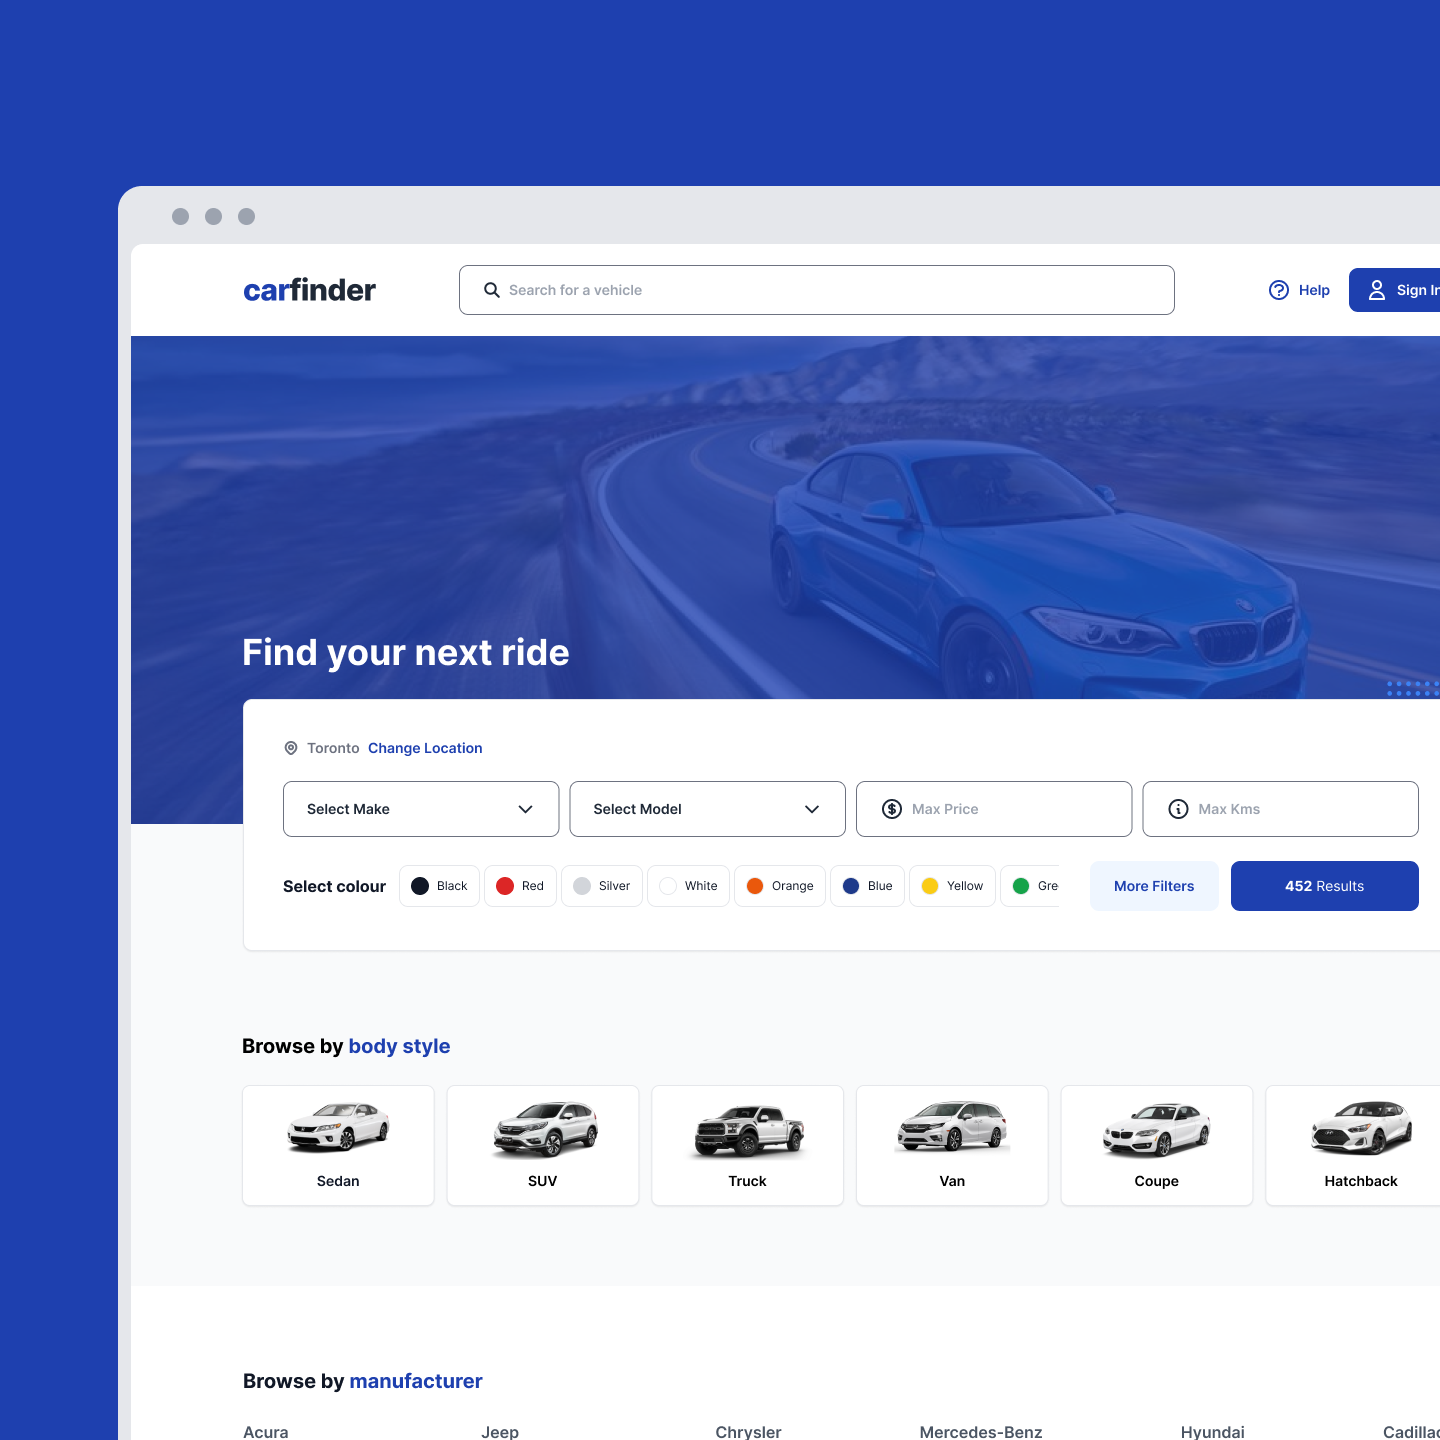 carfinder
Search for a vehicle
Help
Sign In
Find your next ride
Toronto Change Location
Select Make
Select Model
Max Price
Max Kms
Select colour
Black
Red
Silver
White
Orange
Blue
Yellow
Gre
More Filters
452 Results
Browse by body style
Sedan
SUV
Truck
Van
Coupe
Hatchback
Browse by manufacturer
Acura
Jeep
Chrysler
Mercedes-Benz
Hyundai
Cadillac